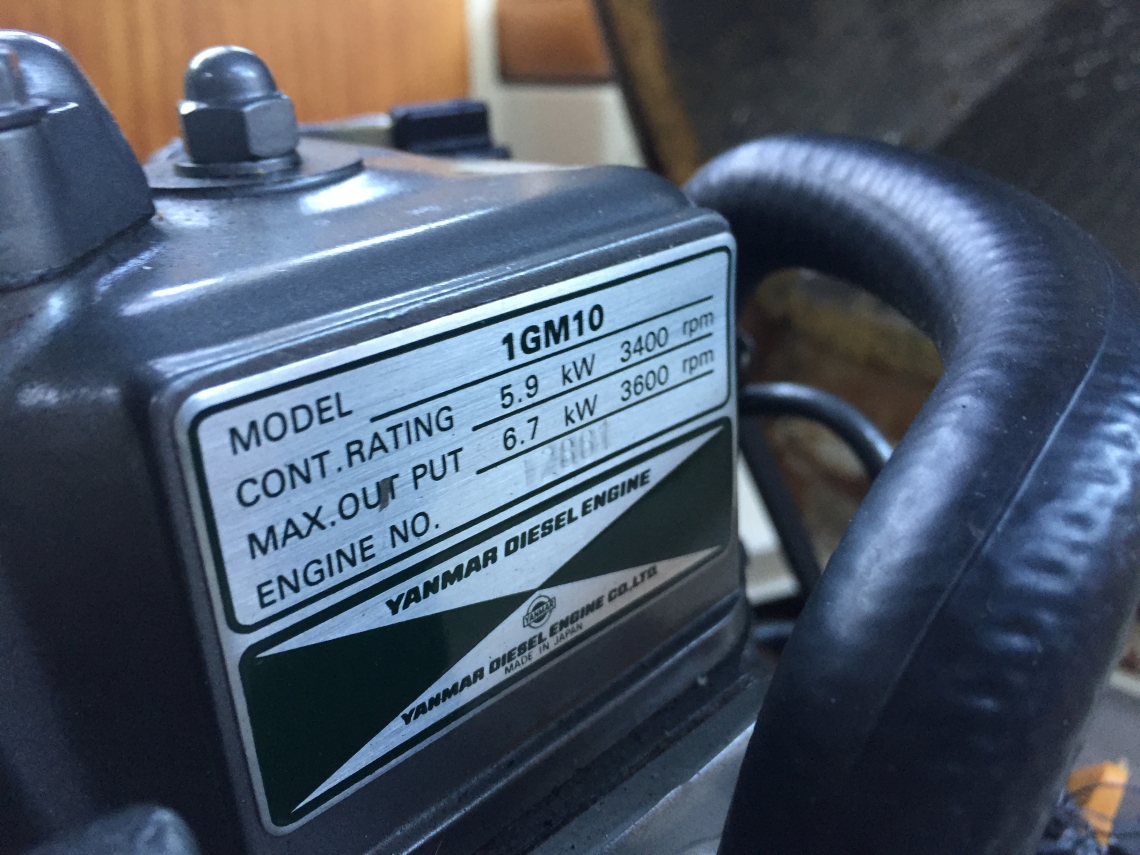 MODEL 1GM10
CONT.RATING 5.9 kW 3400 rpm
MAX.OUT PUT 6.7 kW 3600 rpm
ENGINE NO.
YANMAR DIESEL ENGINE
YANMAR
YANMAR DIESEL ENGINE CO.,LTD.
MADE IN JAPAN